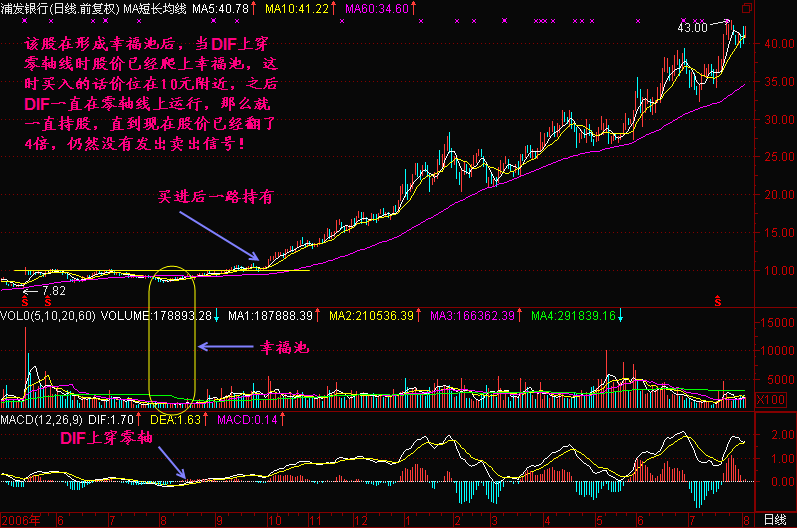 浦发银行(日线.前复权) MA短长均线 MA5:40.78↑ MA10:41.22↑ MA60:34.60↑
该股在形成幸福池后，当DIF上穿
零轴线时股价已经爬上幸福池，这
时买入的话价位在10元附近，之后
DIF一直在零轴线上运行，那么就
一直持股，直到现在股价已经翻了
4倍，仍然没有发出卖出信号！
43.00
40.00
35.00
30.00
25.00
20.00
15.00
10.00
买进后一路持有
7.82
S S S
VOL0(5,10,20,60) VOLUME:178893.28↓ MA1:187888.39↑ MA2:210536.39↑ MA3:166362.39↑ MA4:291839.16↓
15000
10000
5000
X100
幸福池
MACD(12,26,9) DIF:1.70↑ DEA:1.63↑ MACD:0.14↑
DIF上穿零轴
2.00
1.00
0.00
2006年 6 7 8 9 10 11 12 1 2 3 4 5 6 7 8 日线